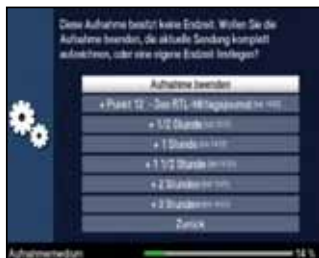 Diese Aufnahme besitzt keine Endzeit. Wollen Sie die
Aufnahme beenden, die aktuelle Sendung komplett
aufzeichnen, oder eine eigene Endzeit festlegen?
Aufnahme beenden
+ Punkt 12 - Das RTL-Mittagsjournal
+ 1/2 Stunde
+ 1 Stunde
+ 1 1/2 Stunde
+ 2 Stunden
+ 3 Stunden
Zurück
Aufnahmemedium 14 %